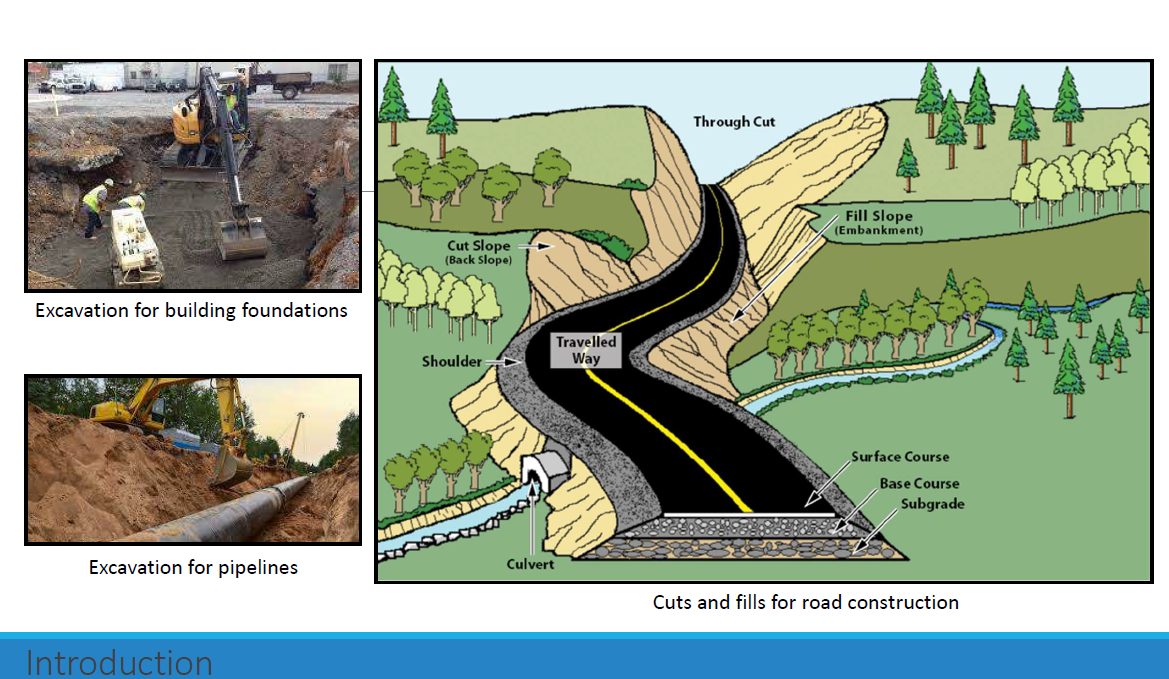 Excavation for building foundations
Excavation for pipelines
Through Cut
Fill Slope
(Embankment)
Cut Slope
(Back Slope)
Travelled
Way
Shoulder
Surface Course
Base Course
Subgrade
Culvert
Cuts and fills for road construction
Introduction